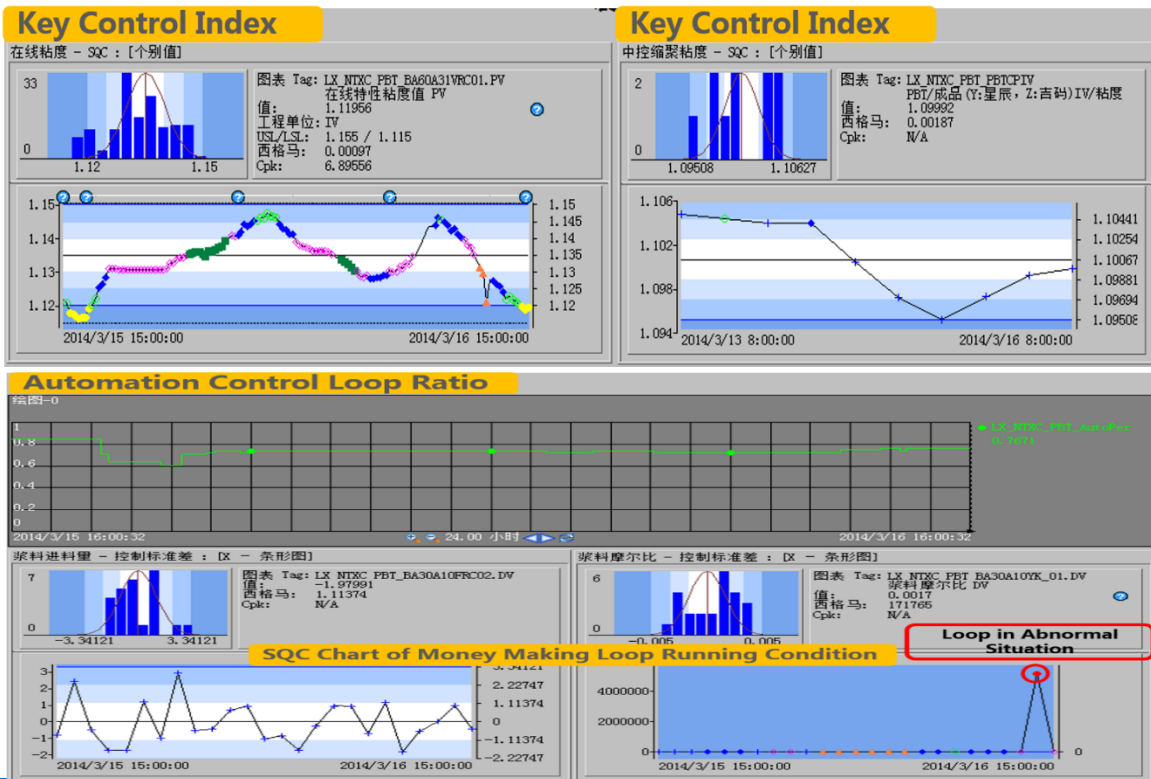 Key Control Index
在线粘度 - SQC : [个别值]
33
0
1.12
1.15
图表 Tag: LX_NTXC_PBT_BA60A31VRC01.PV
在线特性粘度值 PV
值: 1.11956
工程单位: IV
USL/LSL: 1.155 / 1.115
西格马: 0.00097
Cpk: 6.89556
1.15
1.14
1.13
1.12
1.15
1.145
1.14
1.135
1.13
1.125
1.12
2014/3/15 15:00:00
2014/3/16 15:00:00
Key Control Index
中控缩聚粘度 - SQC : [个别值]
2
0
1.09508
1.10627
图表 Tag: LX_NTXC_PBT_PBTCPIV
PBT/成品(Y:星辰, Z:吉码)IV/粘度
值: 1.09992
西格马: 0.00187
Cpk: N/A
1.106
1.102
1.098
1.094
1.10441
1.10254
1.10067
1.09881
1.09694
1.09508
2014/3/13 8:00:00
2014/3/16 8:00:00
Automation Control Loop Ratio
绘图-0
1
0.8
0.6
0.4
0.2
0
LX_NTXC_PBT_AutoPer
0.7671
2014/3/15 16:00:32
24.00 小时
2014/3/16 16:00:32
浆料进料量 - 控制标准差 : [X - 条形图]
7
0
-3.34121
3.34121
图表 Tag: LX_NTXC_PBT_BA30A10FRC02.DV
值: -1.97991
西格马: 1.11374
Cpk: N/A
浆料摩尔比 - 控制标准差 : [X - 条形图]
6
0
-0.005
0.005
图表 Tag: LX_NTXC_PBT_BA30A10YK_01.DV
浆料摩尔比 DV
值: 0.0017
西格马: 171765
Cpk: N/A
Loop in Abnormal
Situation
SQC Chart of Money Making Loop Running Condition
3
2
1
0
-1
-2
3.34121
2.22747
1.11374
0
-1.11374
-2.22747
2014/3/15 15:00:00
2014/3/16 15:00:00
4000000
2000000
0
0
2014/3/15 15:00:00
2014/3/16 15:00:00